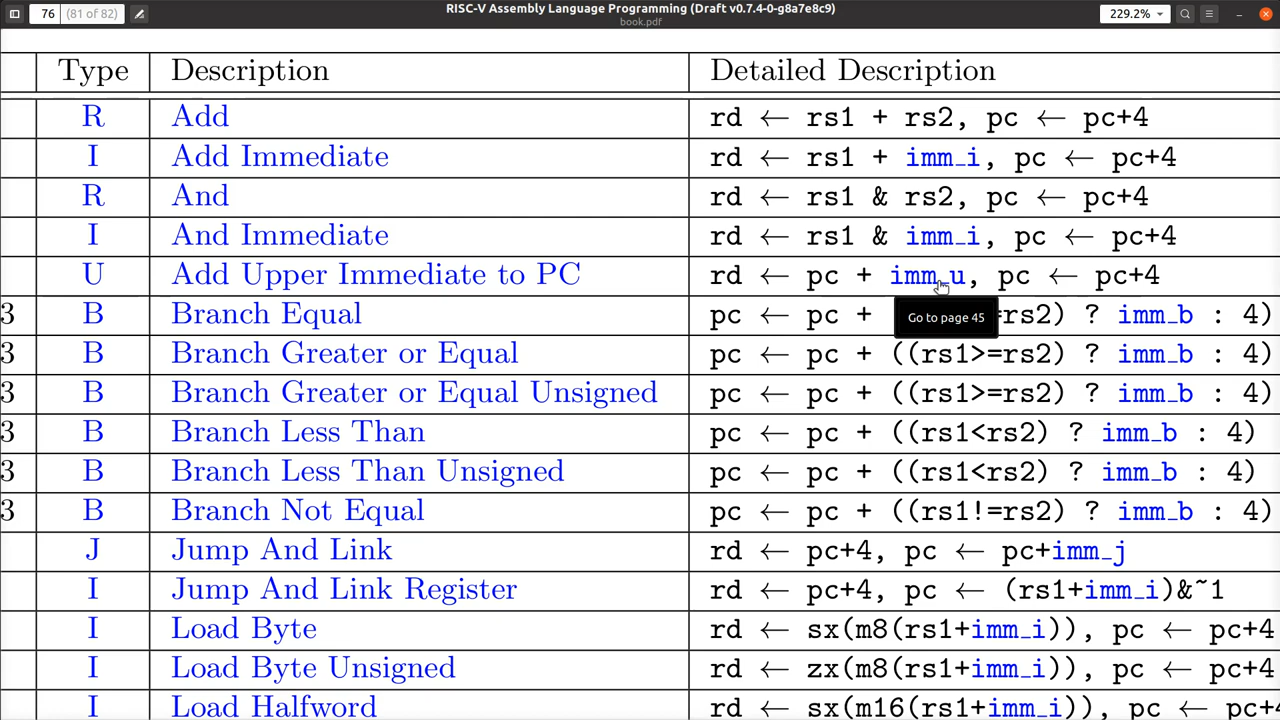 76 (81 of 82) RISC-V Assembly Language Programming (Draft v0.7.4-0-g8a7e8c9) 229.2%
book.pdf
Type Description Detailed Description
R Add rd ← rs1 + rs2, pc ← pc+4
I Add Immediate rd ← rs1 + imm_i, pc ← pc+4
R And rd ← rs1 & rs2, pc ← pc+4
I And Immediate rd ← rs1 & imm_i, pc ← pc+4
U Add Upper Immediate to PC rd ← pc + imm_u, pc ← pc+4
3 B Branch Equal pc ← pc + =rs2) ? imm_b : 4)
Go to page 45
3 B Branch Greater or Equal pc ← pc + ((rs1>=rs2) ? imm_b : 4)
3 B Branch Greater or Equal Unsigned pc ← pc + ((rs1>=rs2) ? imm_b : 4)
3 B Branch Less Than pc ← pc + ((rs1<rs2) ? imm_b : 4)
3 B Branch Less Than Unsigned pc ← pc + ((rs1<rs2) ? imm_b : 4)
3 B Branch Not Equal pc ← pc + ((rs1!=rs2) ? imm_b : 4)
J Jump And Link rd ← pc+4, pc ← pc+imm_j
I Jump And Link Register rd ← pc+4, pc ← (rs1+imm_i)&~1
I Load Byte rd ← sx(m8(rs1+imm_i)), pc ← pc+4
I Load Byte Unsigned rd ← zx(m8(rs1+imm_i)), pc ← pc+4
I Load Halfword rd ← sx(m16(rs1+imm_i)), pc ← pc+4